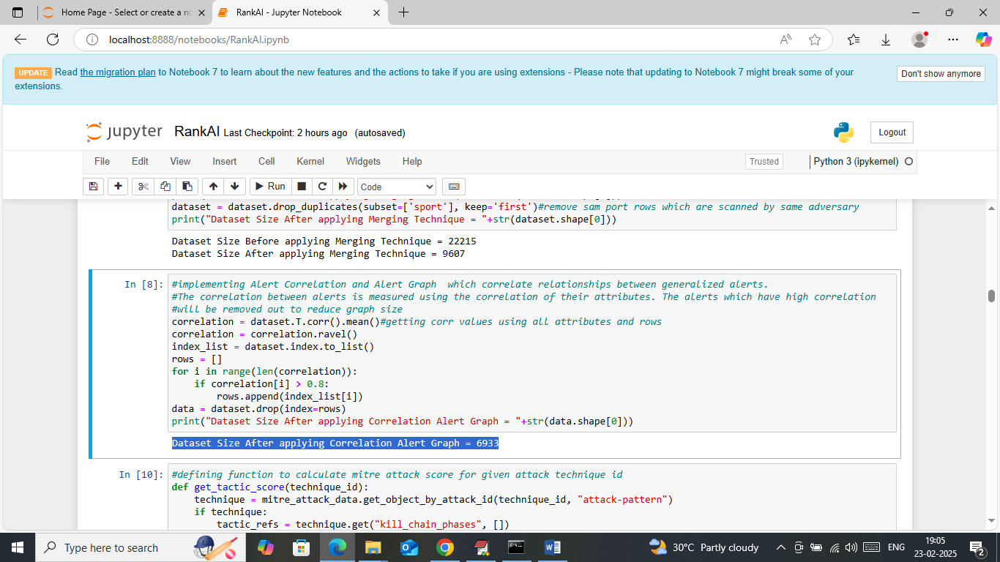 Home Page - Select or create a n
RankAI - Jupyter Notebook
localhost:8888/notebooks/RankAI.ipynb
UPDATE Read the migration plan to Notebook 7 to learn about the new features and the actions to take if you are using extensions - Please note that updating to Notebook 7 might break some of your
extensions.
Don't show anymore
jupyter RankAI Last Checkpoint: 2 hours ago (autosaved)
Logout
File Edit View Insert Cell Kernel Widgets Help
Trusted
Python 3 (ipykernel)
Run
Code
dataset = dataset.drop_duplicates(subset=['sport'], keep='first')#remove sam port rows which are scanned by same adversary
print("Dataset Size After applying Merging Technique = "+str(dataset.shape[0]))
Dataset Size Before applying Merging Technique = 22215
Dataset Size After applying Merging Technique = 9607
In [8]:
#implementing Alert Correlation and Alert Graph  which correlate relationships between generalized alerts.
#The correlation between alerts is measured using the correlation of their attributes. The alerts which have high correlation
#will be removed out to reduce graph size
correlation = dataset.T.corr().mean()#getting corr values using all attributes and rows
correlation = correlation.ravel()
index_list = dataset.index.to_list()
rows = []
for i in range(len(correlation)):
    if correlation[i] > 0.8:
        rows.append(index_list[i])
data = dataset.drop(index=rows)
print("Dataset Size After applying Correlation Alert Graph = "+str(data.shape[0]))
Dataset Size After applying Correlation Alert Graph = 6933
In [10]:
#defining function to calculate mitre attack score for given attack technique id
def get_tactic_score(technique_id):
    technique = mitre_attack_data.get_object_by_attack_id(technique_id, "attack-pattern")
    if technique:
        tactic_refs = technique.get("kill_chain_phases", [])
Type here to search
30°C Partly cloudy
ENG
19:05
23-02-2025
2